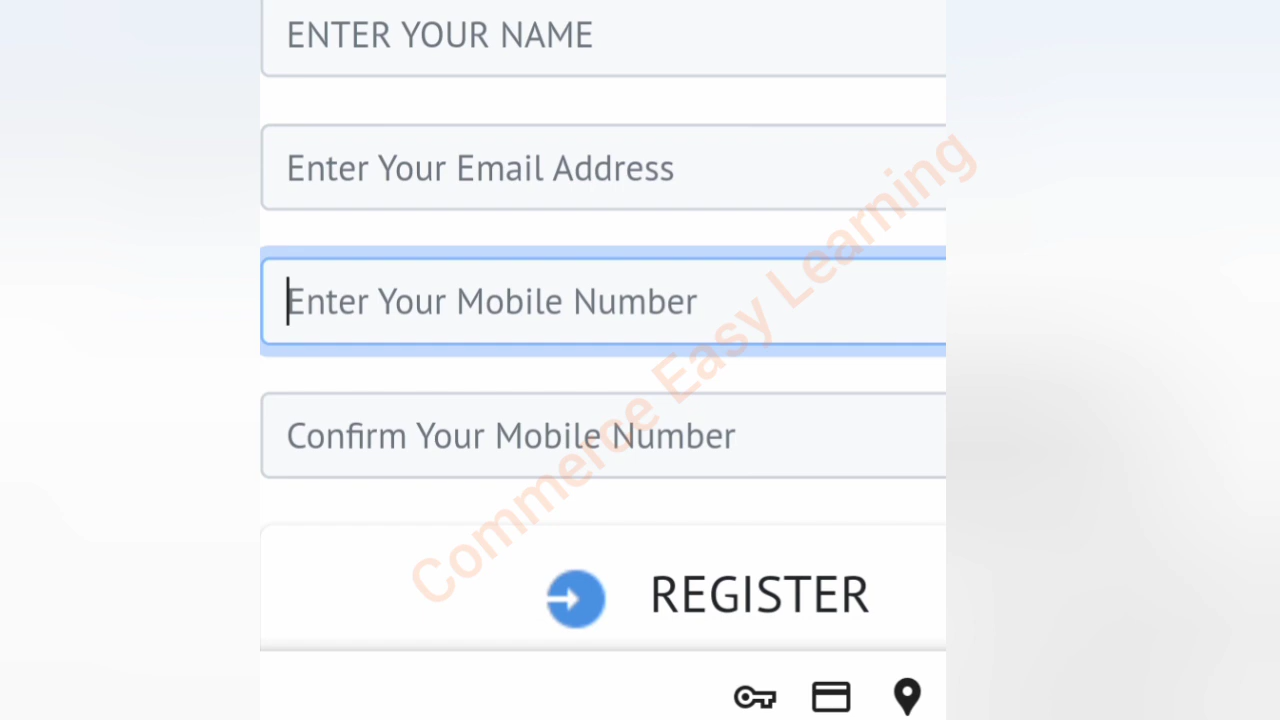 ENTER YOUR NAME
Enter Your Email Address
Enter Your Mobile Number
Confirm Your Mobile Number
REGISTER
Commerce Easy Learning